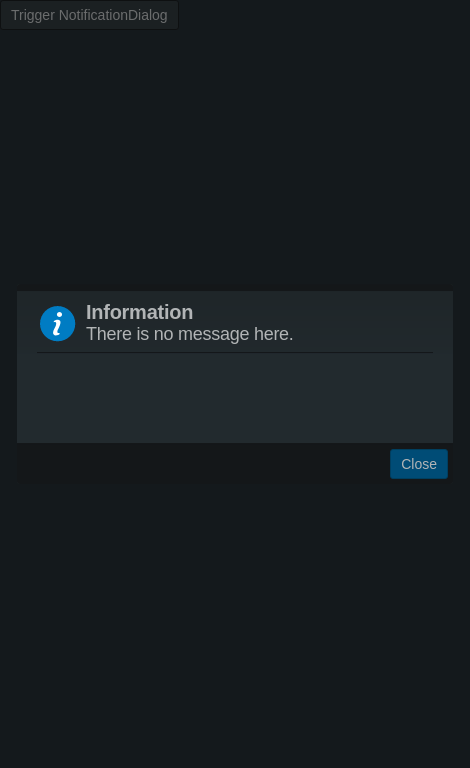 Trigger NotificationDialog
Information
There is no message here.
Close